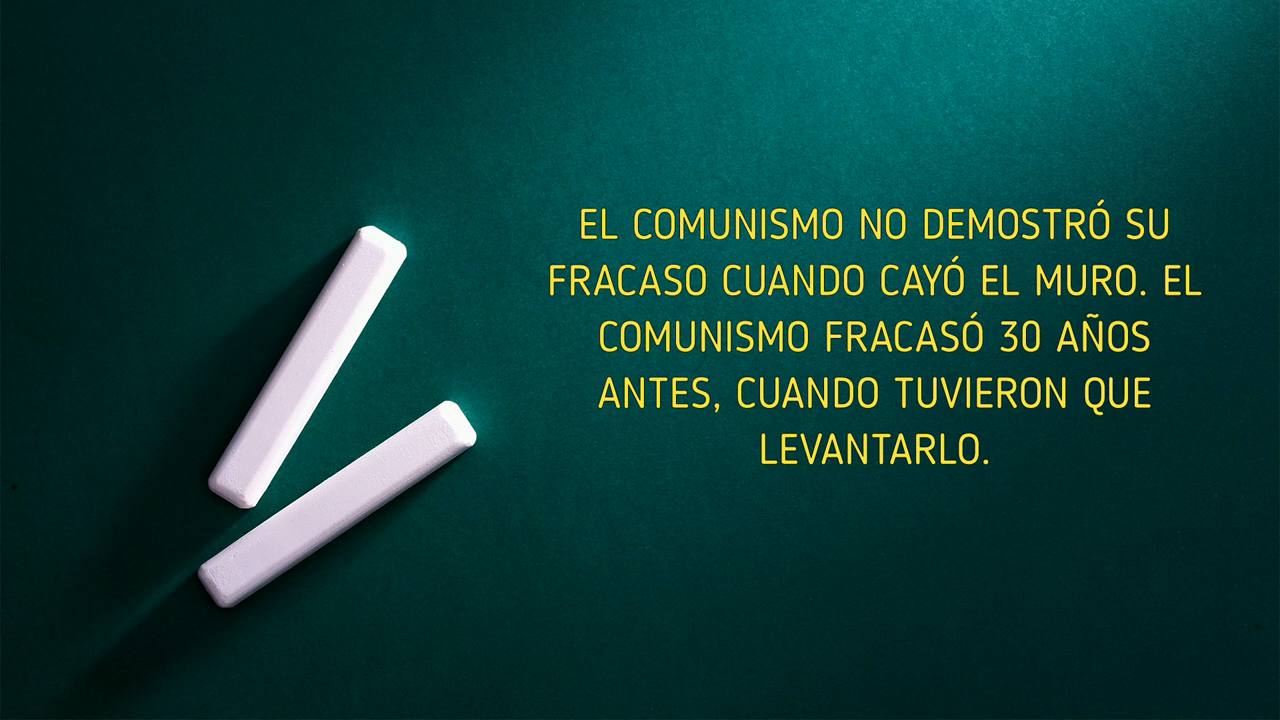 EL COMUNISMO NO DEMOSTRÓ SU
FRACASO CUANDO CAYÓ EL MURO. EL
COMUNISMO FRACASÓ 30 AÑOS
ANTES, CUANDO TUVIERON QUE
LEVANTARLO.